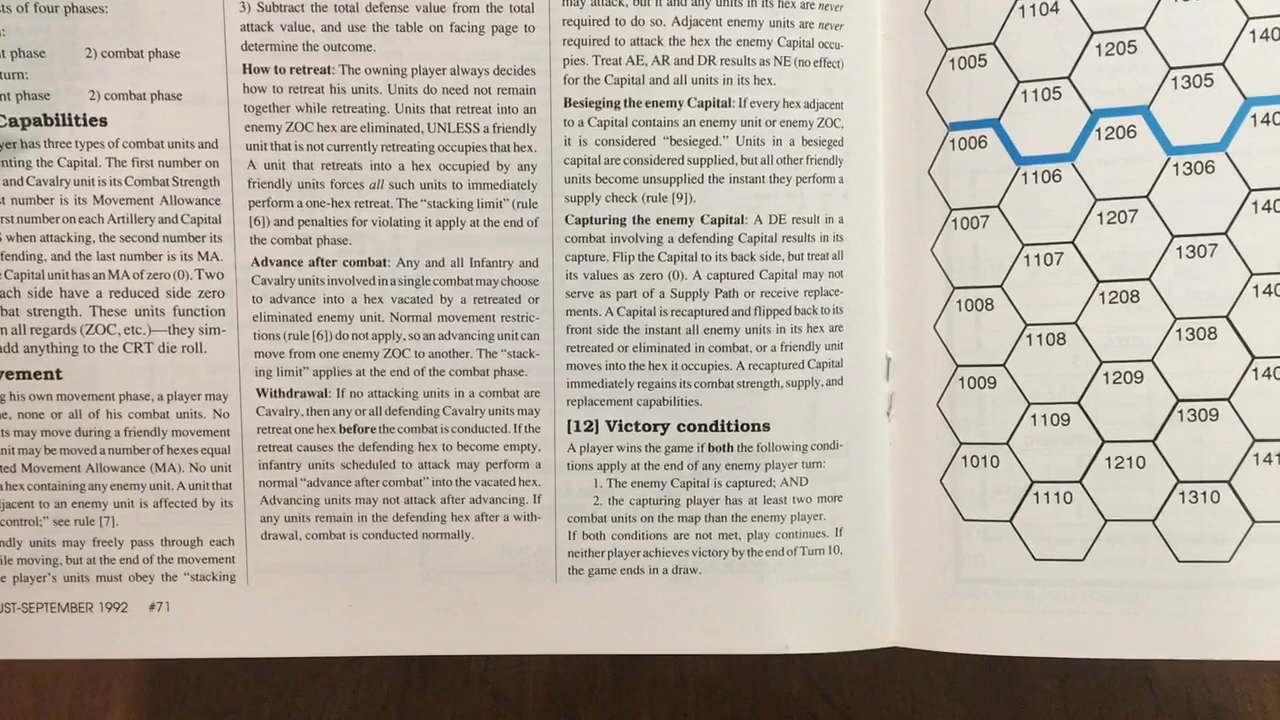 ts of four phases:
t phase 2) combat phase
turn:
nt phase 2) combat phase
Capabilities
yer has three types of combat units and
nting the Capital. The first number on
and Cavalry unit is its Combat Strength
t number is its Movement Allowance
rst number on each Artillery and Capital
S when attacking, the second number its
fending, and the last number is its MA.
e Capital unit has an MA of zero (0). Two
ach side have a reduced side zero
bat strength. These units function
n all regards (ZOC, etc.)—they sim-
add anything to the CRT die roll.
vement
g his own movement phase, a player may
ne, none or all of his combat units. No
ts may move during a friendly movement
nit may be moved a number of hexes equal
ted Movement Allowance (MA). No unit
a hex containing any enemy unit. A unit that
jacent to an enemy unit is affected by its
control;" see rule [7].
ndly units may freely pass through each
ile moving, but at the end of the movement
e player's units must obey the "stacking
UST-SEPTEMBER 1992 #71
3) Subtract the total defense value from the total
attack value, and use the table on facing page to
determine the outcome.
How to retreat: The owning player always decides
how to retreat his units. Units do not need remain
together while retreating. Units that retreat into an
enemy ZOC hex are eliminated, UNLESS a friendly
unit that is not currently retreating occupies that hex.
A unit that retreats into a hex occupied by any
friendly units forces all such units to immediately
perform a one-hex retreat. The "stacking limit" (rule
[6]) and penalties for violating it apply at the end of
the combat phase.
Advance after combat: Any and all Infantry and
Cavalry units involved in a single combat may choose
to advance into a hex vacated by a retreated or
eliminated enemy unit. Normal movement restric-
tions (rule [6]) do not apply, so an advancing unit can
move from one enemy ZOC to another. The "stack-
ing limit" applies at the end of the combat phase.
Withdrawal: If no attacking units in a combat are
Cavalry, then any or all defending Cavalry units may
retreat one hex before the combat is conducted. If the
retreat causes the defending hex to become empty,
infantry units scheduled to attack may perform a
normal "advance after combat" into the vacated hex.
Advancing units may not attack after advancing. If
any units remain in the defending hex after a with-
drawal, combat is conducted normally.
may attack, but it and any units in its hex are never
required to do so. Adjacent enemy units are never
required to attack the hex the enemy Capital occu-
pies. Treat AE, AR and DR results as NE (no effect)
for the Capital and all units in its hex.
Besieging the enemy Capital: If every hex adjacent
to a Capital contains an enemy unit or enemy ZOC,
it is considered "besieged." Units in a besieged
capital are considered supplied, but all other friendly
units become unsupplied the instant they perform a
supply check (rule [9]).
Capturing the enemy Capital: A DE result in a
combat involving a defending Capital results in its
capture. Flip the Capital to its back side, but treat all
its values as zero (0). A captured Capital may not
serve as part of a Supply Path or receive replace-
ments. A Capital is recaptured and flipped back to its
front side the instant all enemy units in its hex are
retreated or eliminated in combat, or a friendly unit
moves into the hex it occupies. A recaptured Capital
immediately regains its combat strength, supply, and
replacement capabilities.
[12] Victory conditions
A player wins the game if both the following condi-
tions apply at the end of any enemy player turn:
1. The enemy Capital is captured; AND
2. the capturing player has at least two more
combat units on the map than the enemy player.
If both conditions are not met, play continues. If
neither player achieves victory by the end of Turn 10,
the game ends in a draw.
1104
1205 140
1005
1305
1105
140
1206
1006
1306
1106
140
1207
1007
1307
1107
140
1208
1008
1308
1108
140
1209
1009
1309
1109
141
1210
1010
1310
1110